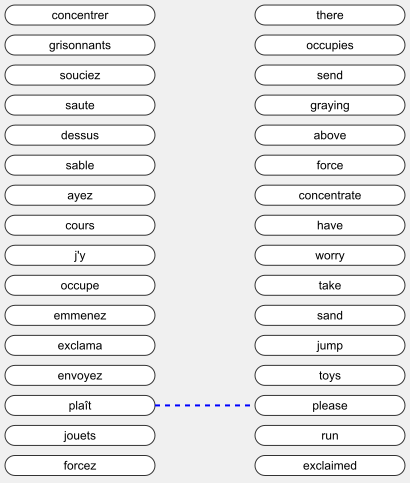 concentrer there
grisonnants occupies
souciez send
saute graying
dessus above
sable force
ayez concentrate
cours have
j'y worry
occupe take
emmenez sand
exclama jump
envoyez toys
plaît please
jouets run
forcez exclaimed